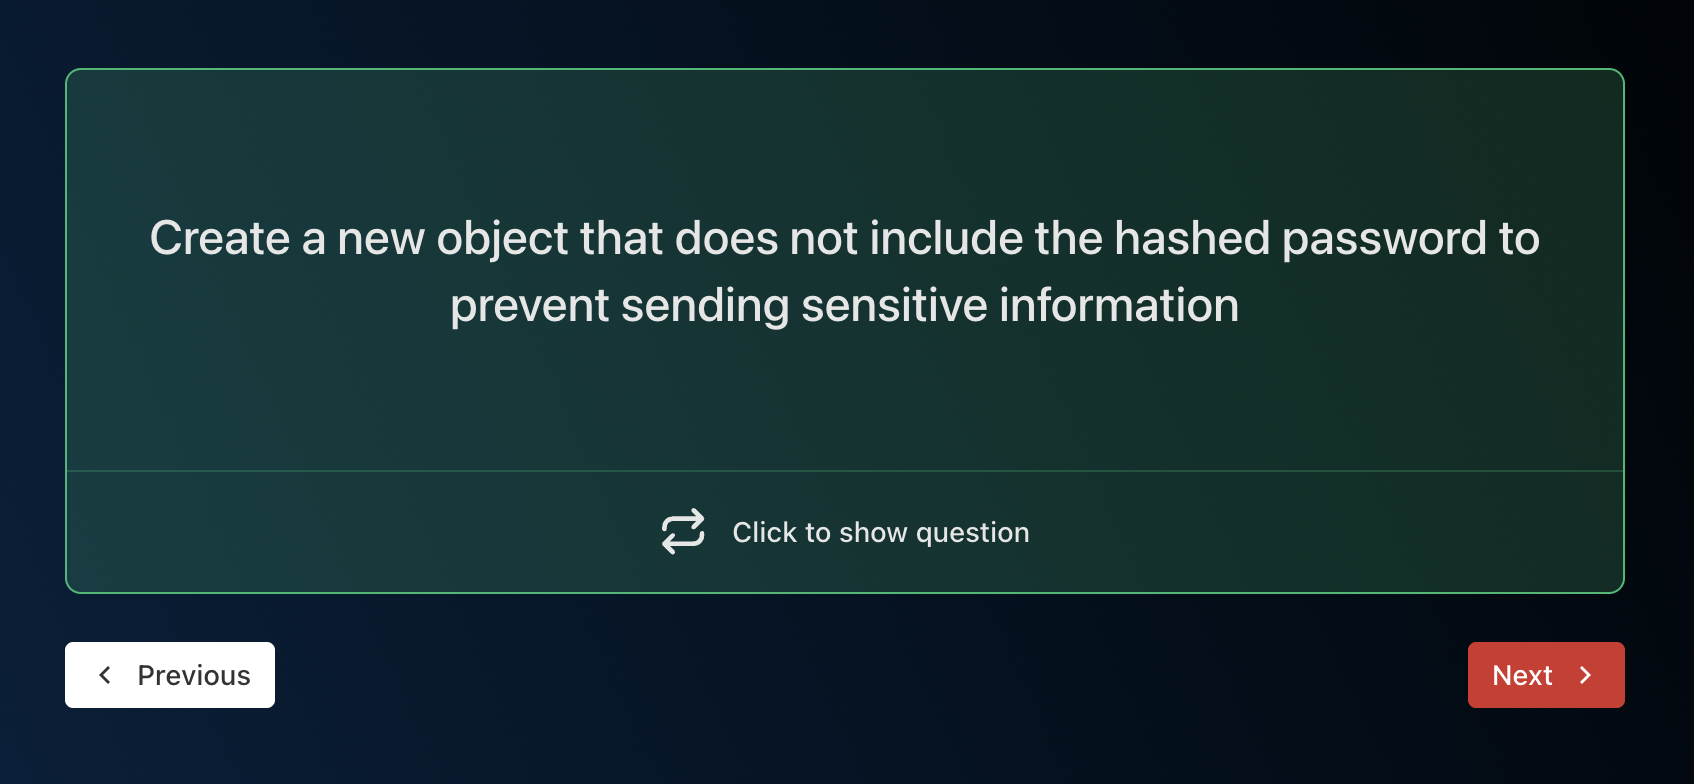 Create a new object that does not include the hashed password to
prevent sending sensitive information
Click to show question
Previous
Next